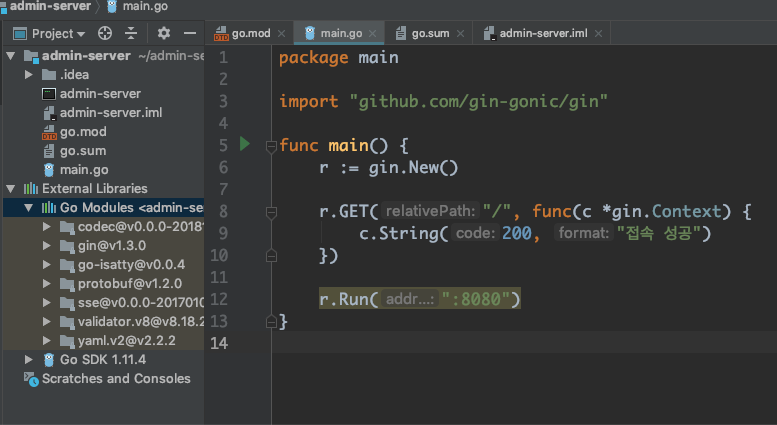 admin-server main.go
Project
go.mod main.go go.sum admin-server.iml
admin-server ~/admin-se
.idea
admin-server
admin-server.iml
go.mod
go.sum
main.go
External Libraries
Go Modules <admin-se
codec@v0.0.0-2018
gin@v1.3.0
go-isatty@v0.0.4
protobuf@v1.2.0
sse@v0.0.0-2017010
validator.v8@v8.18.2
yaml.v2@v2.2.2
Go SDK 1.11.4
Scratches and Consoles
1 package main
2
3 import "github.com/gin-gonic/gin"
4
5 func main() {
6 r := gin.New()
7
8 r.GET( relativePath: "/", func(c *gin.Context) {
9 c.String( code: 200, format: "접속 성공")
10 })
11
12 r.Run( addr...: ":8080")
13 }
14